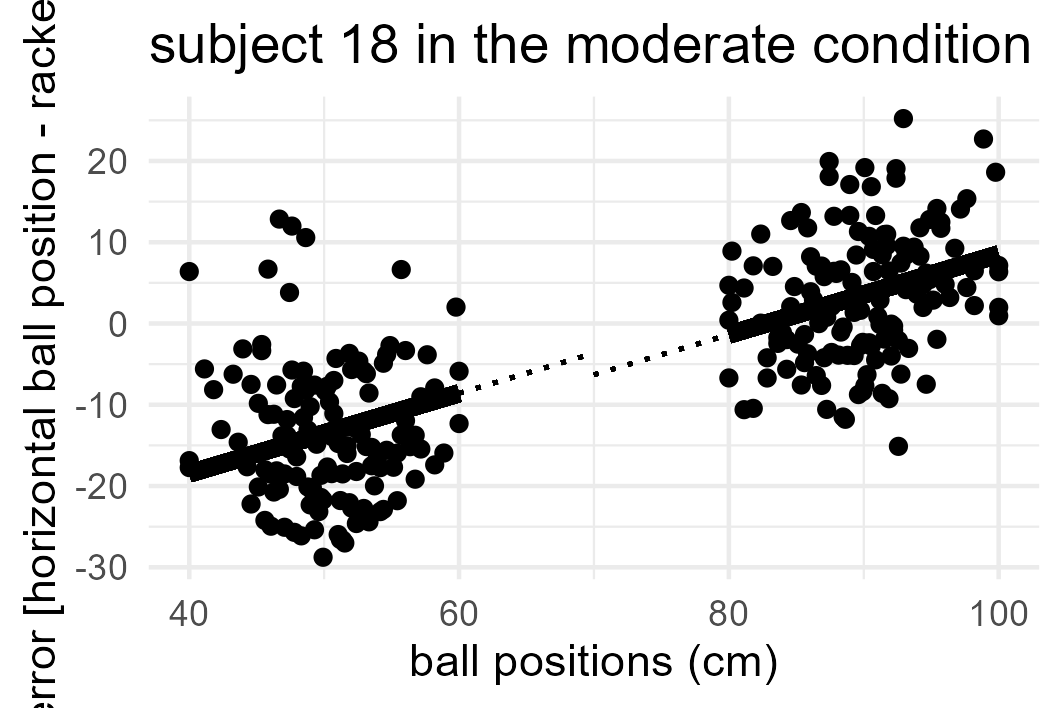 subject 18 in the moderate condition
error [horizontal ball position - racke
20
10
0
-10
-20
-30
40 60 80 100
ball positions (cm)